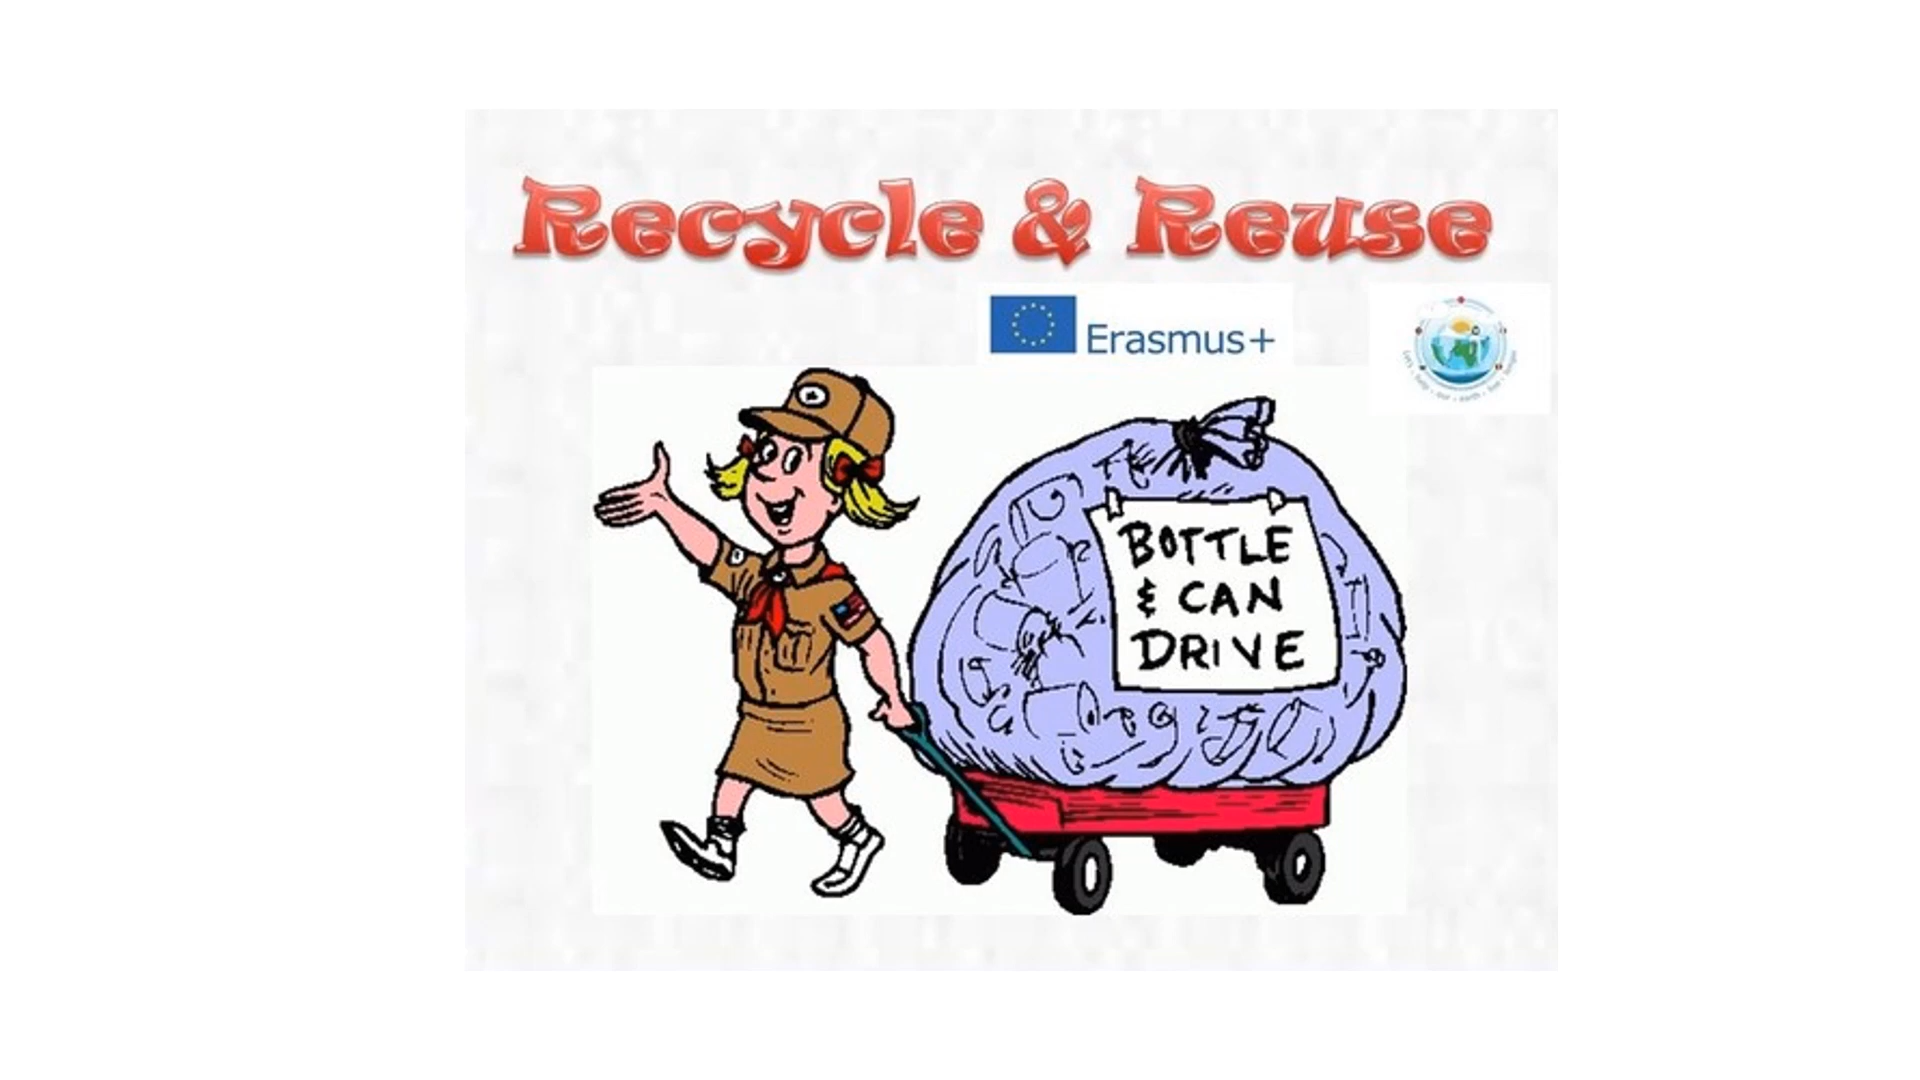 Recycle & Reuse
Erasmus+
BOTTLE
& CAN
DRIVE